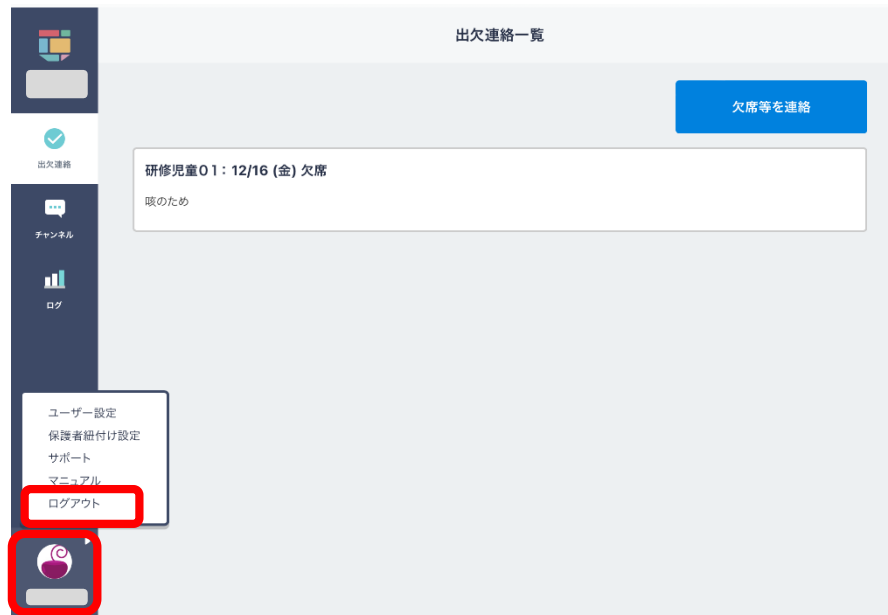 出欠連絡一覧
欠席等を連絡
出欠連絡
研修児童01：12/16 (金) 欠席
咳のため
チャンネル
ログ
ユーザー設定
保護者紐付け設定
サポート
マニュアル
ログアウト